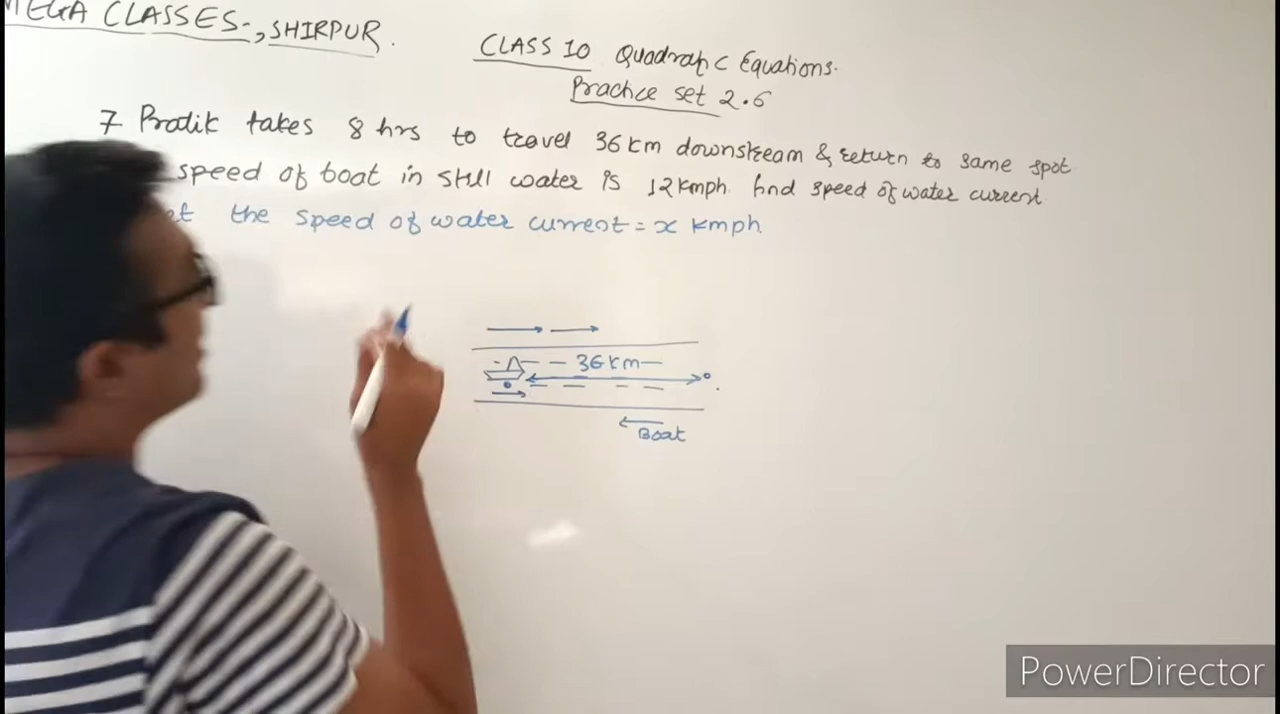 CLASSES-, SHIRPUR.
CLASS 10 Quadratic Equations.
Practice set 2.6
7 Pratik takes 8 hrs to travel 36 km downstream & return to same spot
speed of boat in still water is 12 kmph. find speed of water current
the speed of water current = x kmph.
36 km
Boat
PowerDirector